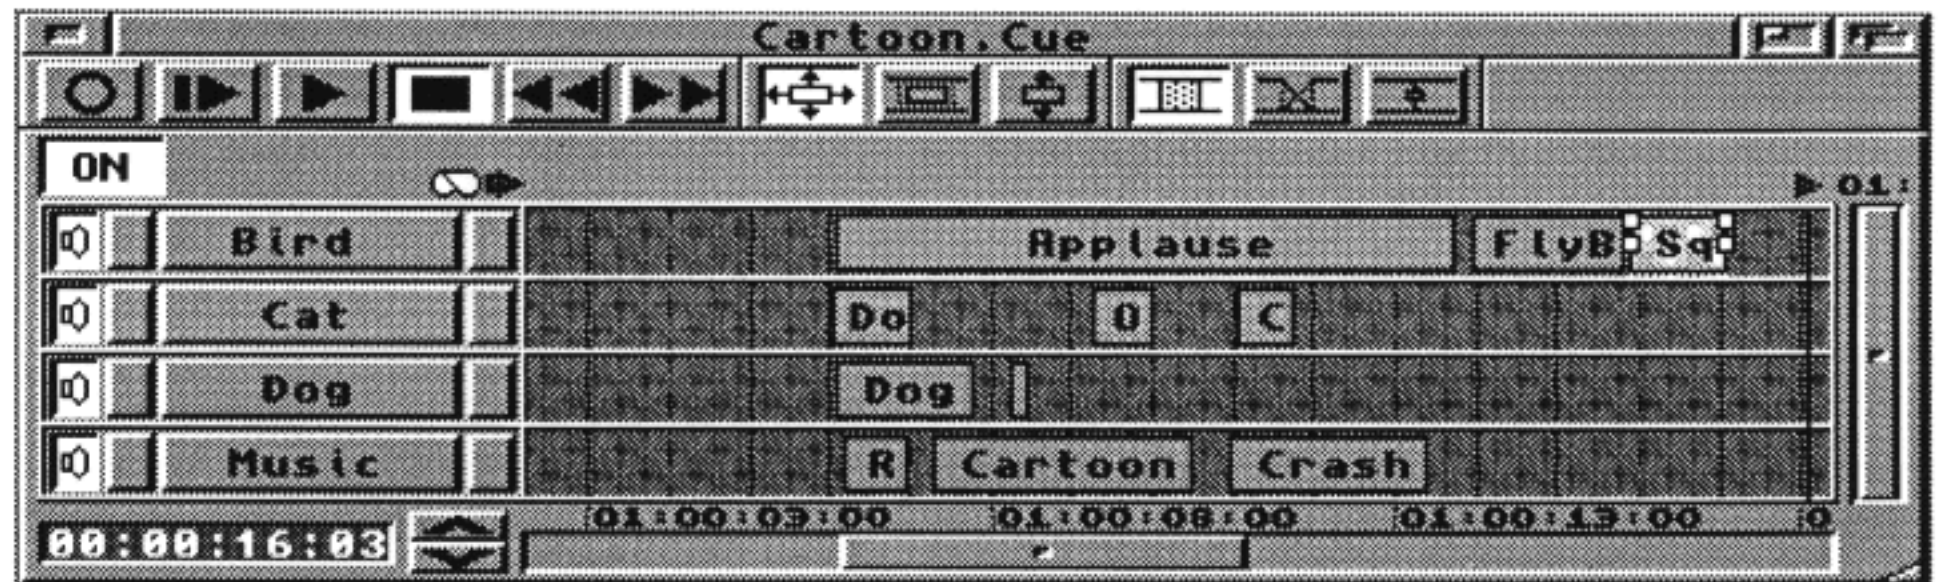 Cartoon.Cue
ON
01:
Bird Applause FlyB Sq
Cat Do O C
Dog Dog
Music R Cartoon Crash
01:00:03:00 01:00:08:00 01:00:13:00 0
00:00:16:03